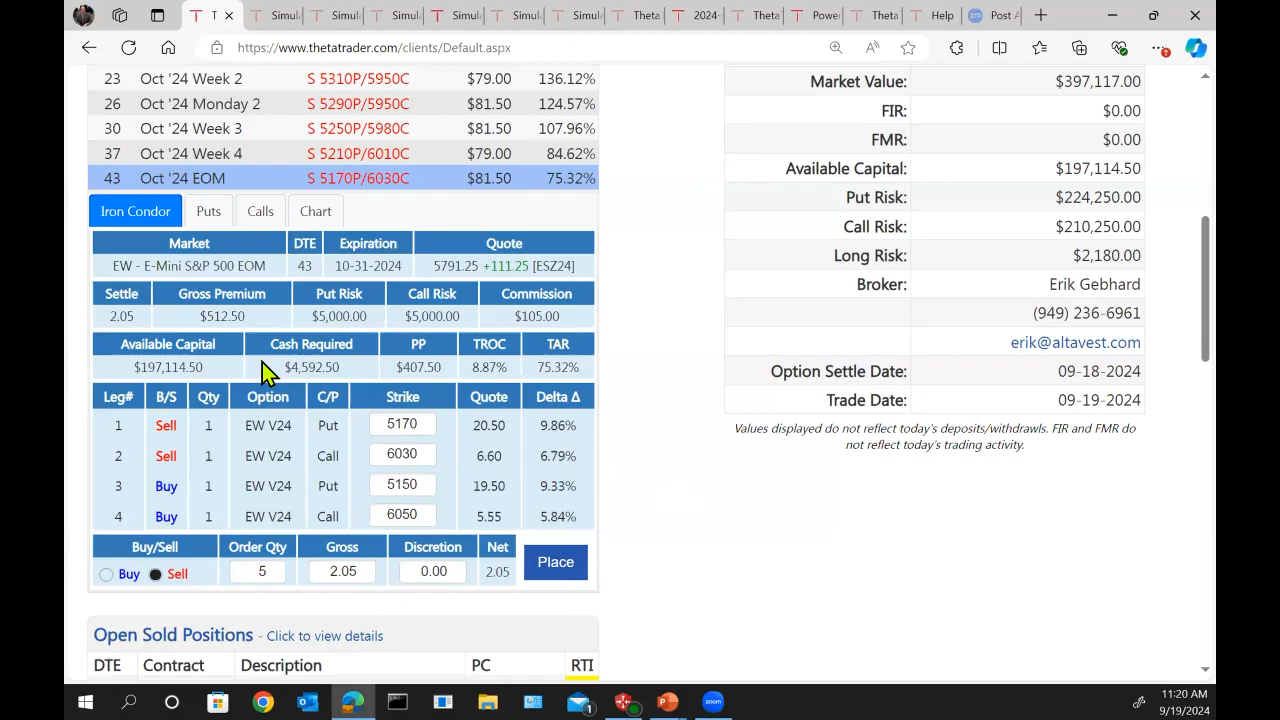 T
Simul
Simul
Simul
Simul
Simul
Simul
Theta
2024-
Theta
Power
Theta
Help
zm Post A
https://www.thetatrader.com/clients/Default.aspx
23 Oct '24 Week 2 S 5310P/5950C $79.00 136.12%
26 Oct '24 Monday 2 S 5290P/5950C $81.50 124.57%
30 Oct '24 Week 3 S 5250P/5980C $81.50 107.96%
37 Oct '24 Week 4 S 5210P/6010C $79.00 84.62%
43 Oct '24 EOM S 5170P/6030C $81.50 75.32%
Iron Condor Puts Calls Chart
Market DTE Expiration Quote
EW - E-Mini S&P 500 EOM 43 10-31-2024 5791.25 +111.25 [ESZ24]
Settle Gross Premium Put Risk Call Risk Commission
2.05 $512.50 $5,000.00 $5,000.00 $105.00
Available Capital Cash Required PP TROC TAR
$197,114.50 $4,592.50 $407.50 8.87% 75.32%
Leg# B/S Qty Option C/P Strike Quote Delta Δ
1 Sell 1 EW V24 Put 5170 20.50 9.86%
2 Sell 1 EW V24 Call 6030 6.60 6.79%
3 Buy 1 EW V24 Put 5150 19.50 9.33%
4 Buy 1 EW V24 Call 6050 5.55 5.84%
Buy/Sell Order Qty Gross Discretion Net
Buy Sell 5 2.05 0.00 2.05 Place
Open Sold Positions - Click to view details
DTE Contract Description PC RTI
Market Value: $397,117.00
FIR: $0.00
FMR: $0.00
Available Capital: $197,114.50
Put Risk: $224,250.00
Call Risk: $210,250.00
Long Risk: $2,180.00
Broker: Erik Gebhard
(949) 236-6961
erik@altavest.com
Option Settle Date: 09-18-2024
Trade Date: 09-19-2024
Values displayed do not reflect today's deposits/withdrawls. FIR and FMR do
not reflect today's trading activity.
1
zoom
11:20 AM
9/19/2024